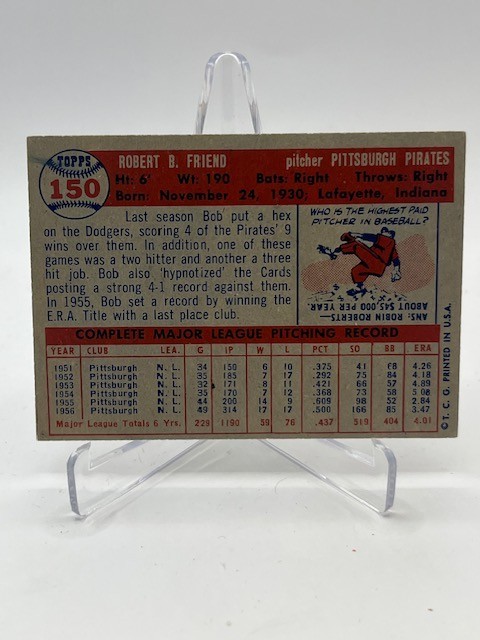 TOPPS
150
ROBERT B. FRIEND pitcher PITTSBURGH PIRATES
Ht: 6' Wt: 190 Bats: Right Throws: Right
Born: November 24, 1930; Lafayette, Indiana
Last season Bob put a hex
on the Dodgers, scoring 4 of the Pirates' 9
wins over them. In addition, one of these
games was a two hitter and another a three
hit job. Bob also 'hypnotized' the Cards
posting a strong 4-1 record against them.
In 1955, Bob set a record by winning the
E.R.A. Title with a last place club.
WHO IS THE HIGHEST PAID
PITCHER IN BASEBALL?
ANS: ROBIN ROBERTS—
ABOUT $45,000 PER YEAR.
COMPLETE MAJOR LEAGUE PITCHING RECORD
YEAR CLUB LEA. G IP W L PCT SO BB ERA
1951 Pittsburgh N. L. 34 150 6 10 .375 41 68 4.26
1952 Pittsburgh N. L. 35 185 7 17 .292 75 84 4.18
1953 Pittsburgh N. L. 32 171 8 11 .421 66 57 4.89
1954 Pittsburgh N. L. 35 170 7 12 .368 73 58 5.08
1955 Pittsburgh N. L. 44 200 14 9 .609 98 52 2.84
1956 Pittsburgh N. L. 49 314 17 17 .500 166 85 3.47
Major League Totals 6 Yrs. 229 1190 59 76 .437 519 404 4.01
© T. C. G. PRINTED IN U.S.A.